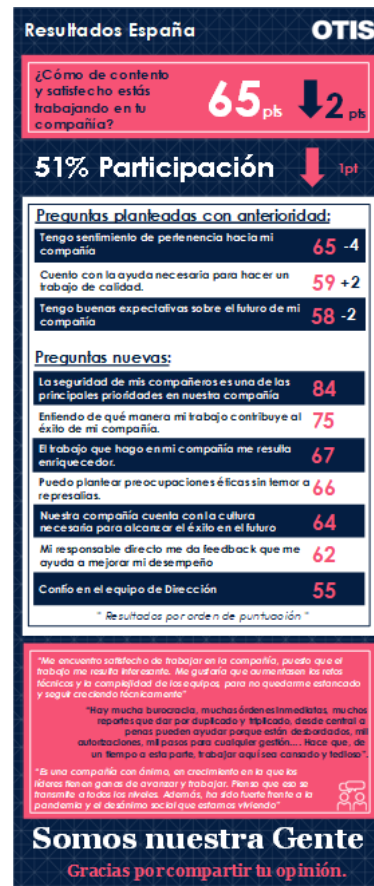 Resultados España
OTIS
¿Cómo de contento
y satisfecho estás
trabajando en tu
compañía?
65 pts
2 pts
51% Participación
1pt
Preguntas planteadas con anterioridad:
Tengo sentimiento de pertenencia hacia mi
compañía
65 -4
Cuento con la ayuda necesaria para hacer un
trabajo de calidad.
59 +2
Tengo buenas expectativas sobre el futuro de mi
compañía
58 -2
Preguntas nuevas:
La seguridad de mis compañeros es una de las
principales prioridades en nuestra compañía
84
Entiendo de qué manera mi trabajo contribuye al
éxito de mi compañía.
75
El trabajo que hago en mi compañía me resulta
enriquecedor.
67
Puedo plantear preocupaciones éticas sin temor a
represalias.
66
Nuestra compañía cuenta con la cultura
necesaria para alcanzar el éxito en el futuro
64
Mi responsable directo me da feedback que me
ayuda a mejorar mi desempeño
62
Confío en el equipo de Dirección
55
" Resultados por orden de puntuación "
"Me encuentro satisfecho de trabajar en la compañía, puesto que el
trabajo me resulta interesante. Me gustaría que aumentasen los retos
técnicos y la complejidad de los equipos, para no quedarme estancado
y seguir creciendo técnicamente"
"Hay mucha burocracia, muchas órdenes inmediatas, muchos
reportes que dar por duplicado y triplicado, desde central a
penas pueden ayudar porque están desbordados, mil
autorizaciones, mil pasos para cualquier gestión.... Hace que, de
un tiempo a esta parte, trabajar aquí sea cansado y tedioso".
"Es una compañía con ánimo, en crecimiento en la que los
líderes tienen ganas de avanzar y trabajar. Pienso que eso se
transmite a todos los niveles. Además, ha sido fuerte frente a la
pandemia y el desánimo social que estamos viviendo"
Somos nuestra Gente
Gracias por compartir tu opinión.